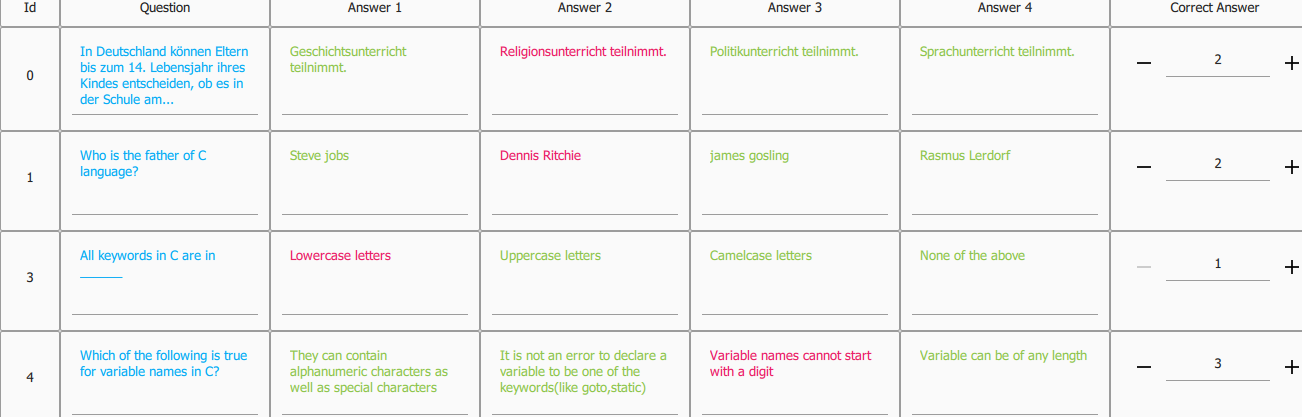 Id Question Answer 1 Answer 2 Answer 3 Answer 4 Correct Answer
0
In Deutschland können Eltern
bis zum 14. Lebensjahr ihres
Kindes entscheiden, ob es in
der Schule am...
Geschichtsunterricht
teilnimmt.
Religionsunterricht teilnimmt.
Politikunterricht teilnimmt.
Sprachunterricht teilnimmt.
— 2 +
1
Who is the father of C
language?
Steve jobs
Dennis Ritchie
james gosling
Rasmus Lerdorf
— 2 +
3
All keywords in C are in
______
Lowercase letters
Uppercase letters
Camelcase letters
None of the above
— 1 +
4
Which of the following is true
for variable names in C?
They can contain
alphanumeric characters as
well as special characters
It is not an error to declare a
variable to be one of the
keywords(like goto,static)
Variable names cannot start
with a digit
Variable can be of any length
— 3 +